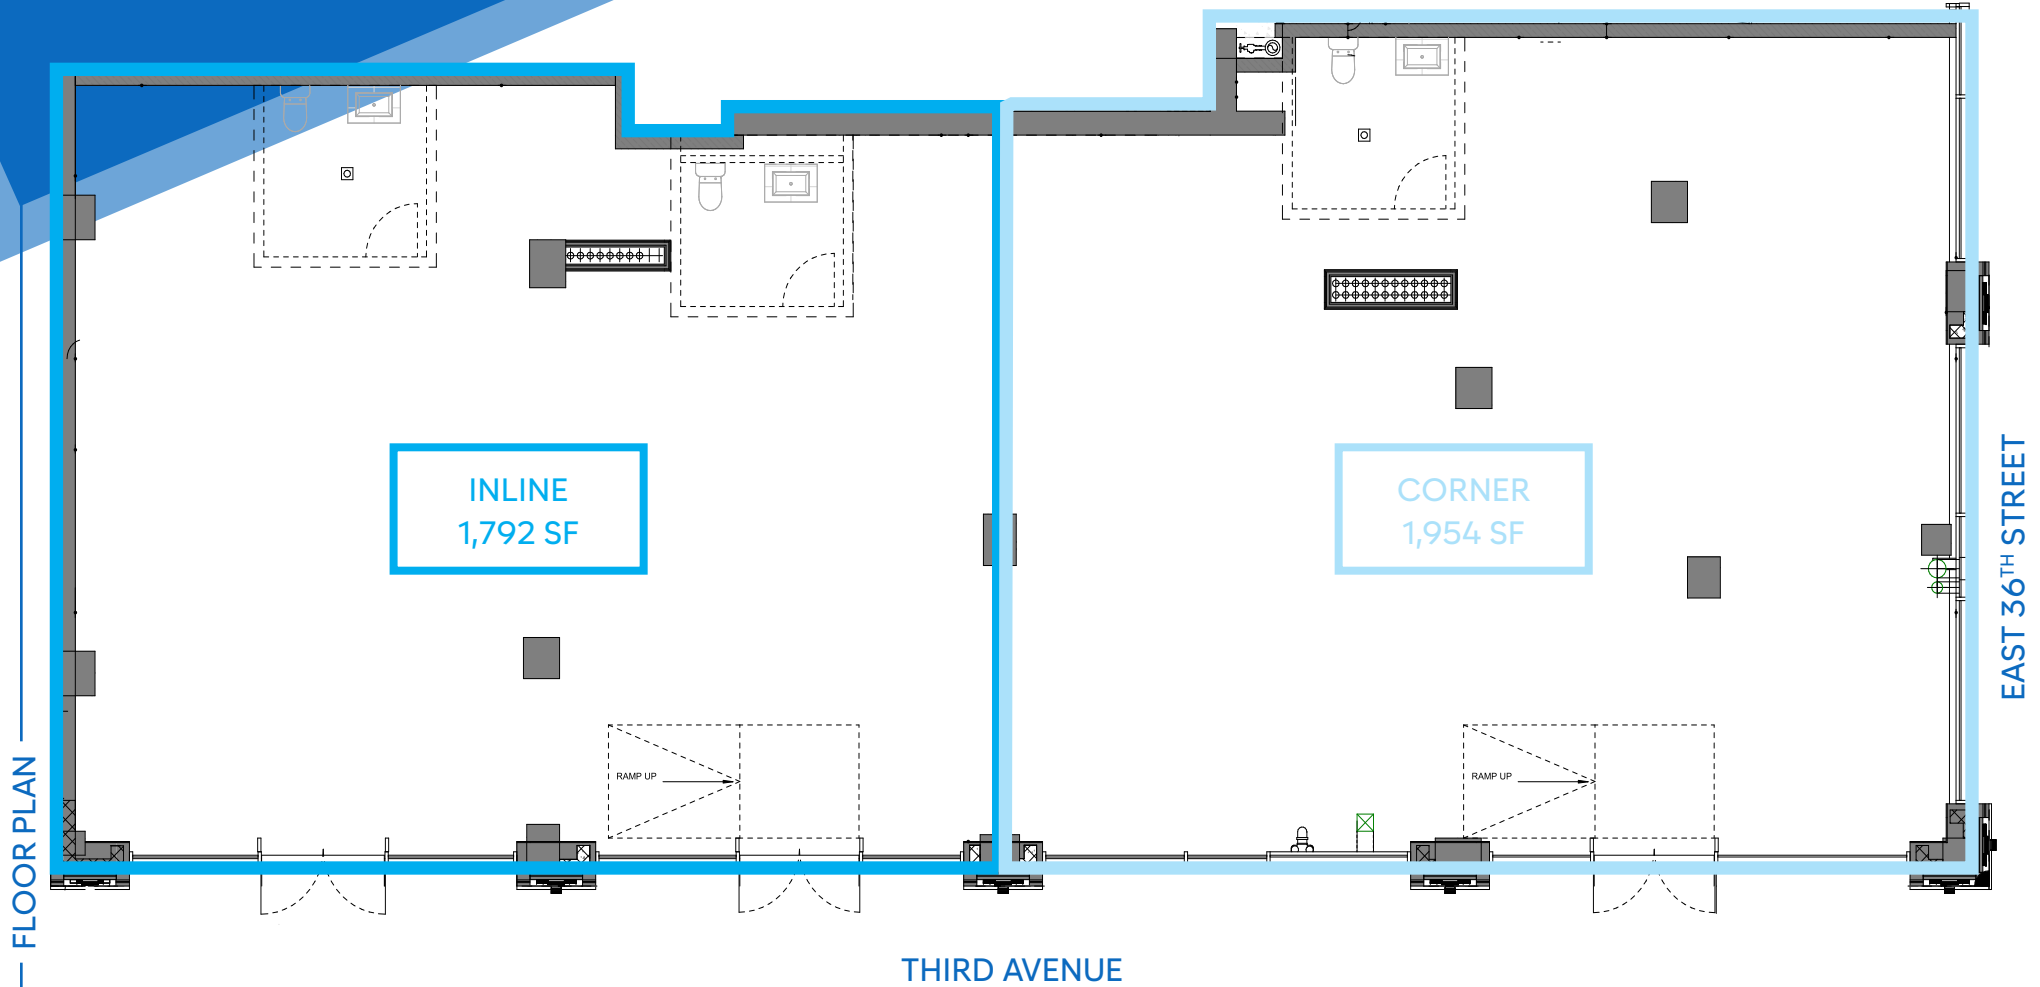 FLOOR PLAN
INLINE
1,792 SF
CORNER
1,954 SF
EAST 36TH STREET
RAMP UP
RAMP UP
THIRD AVENUE